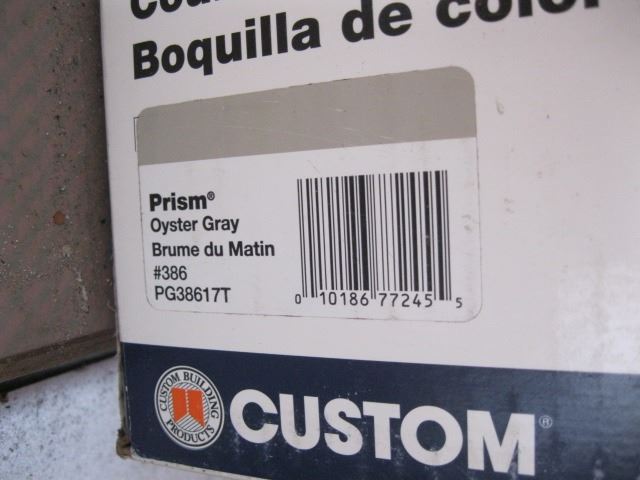 Boquilla de color
Prism®
Oyster Gray
Brume du Matin
#386
PG38617T
0 10186 77245 5
CUSTOM BUILDING PRODUCTS
CUSTOM®